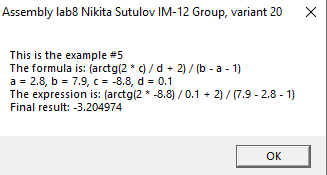 Assembly lab8 Nikita Sutulov IM-12 Group, variant 20
This is the example #5
The formula is: (arctg(2 * c) / d + 2) / (b - a - 1)
a = 2.8, b = 7.9, c = -8.8, d = 0.1
The expression is: (arctg(2 * -8.8) / 0.1 + 2) / (7.9 - 2.8 - 1)
Final result: -3.204974
OK